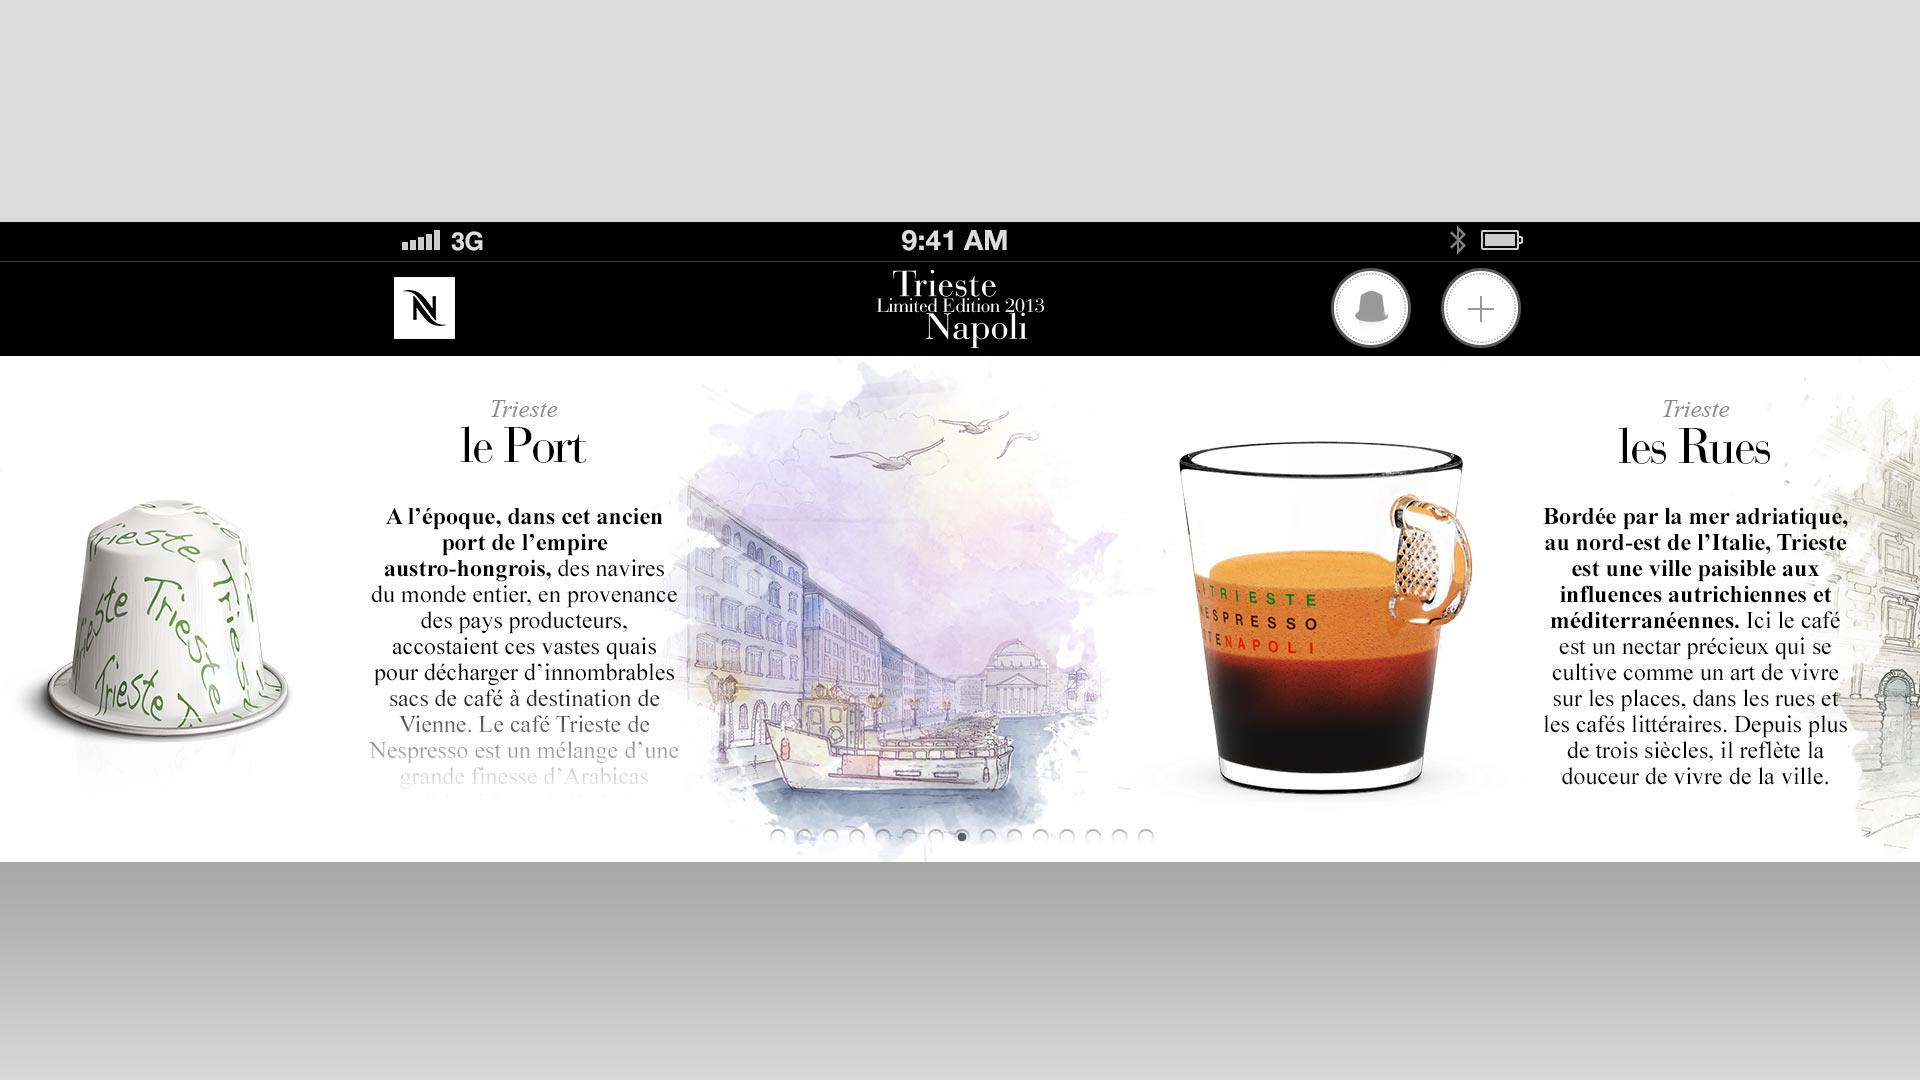 3G
9:41 AM
Trieste
Limited Edition 2013
Napoli
Trieste
le Port
A l’époque, dans cet ancien
port de l’empire
austro-hongrois, des navires
du monde entier, en provenance
des pays producteurs,
accostaient ces vastes quais
pour décharger d’innombrables
sacs de café à destination de
Vienne. Le café Trieste de
Nespresso est un mélange d’une
grande finesse d’Arabicas
Trieste
Trieste
Trieste
Trieste
TRIESTE
NESPRESSO
NAPOLI
Trieste
les Rues
Bordée par la mer adriatique,
au nord-est de l’Italie, Trieste
est une ville paisible aux
influences autrichiennes et
méditerranéennes. Ici le café
est un nectar précieux qui se
cultive comme un art de vivre
sur les places, dans les rues et
les cafés littéraires. Depuis plus
de trois siècles, il reflète la
douceur de vivre de la ville.